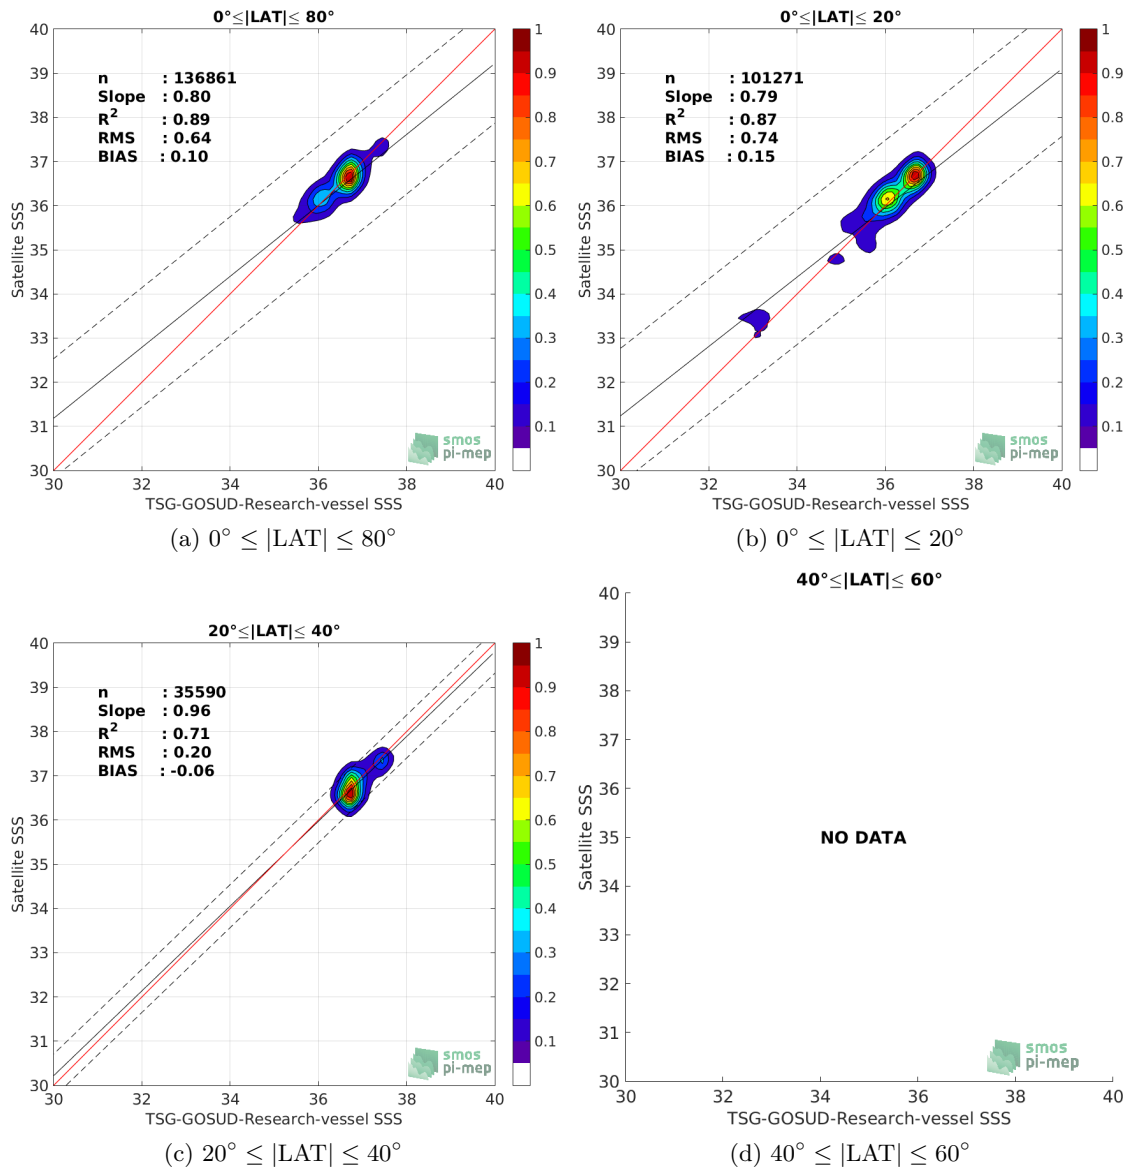 0°≤|LAT|≤ 80°
40
39
38
37
36
35
34
33
32
31
30
Satellite SSS
n : 136861
Slope : 0.80
R² : 0.89
RMS : 0.64
BIAS : 0.10
smos
pi-mep
30 32 34 36 38 40
TSG-GOSUD-Research-vessel SSS
1
0.9
0.8
0.7
0.6
0.5
0.4
0.3
0.2
0.1
(a) 0° ≤ |LAT| ≤ 80°
0°≤|LAT|≤ 20°
40
39
38
37
36
35
34
33
32
31
30
Satellite SSS
n : 101271
Slope : 0.79
R² : 0.87
RMS : 0.74
BIAS : 0.15
smos
pi-mep
30 32 34 36 38 40
TSG-GOSUD-Research-vessel SSS
1
0.9
0.8
0.7
0.6
0.5
0.4
0.3
0.2
0.1
(b) 0° ≤ |LAT| ≤ 20°
20°≤|LAT|≤ 40°
40
39
38
37
36
35
34
33
32
31
30
Satellite SSS
n : 35590
Slope : 0.96
R² : 0.71
RMS : 0.20
BIAS : -0.06
smos
pi-mep
30 32 34 36 38 40
TSG-GOSUD-Research-vessel SSS
1
0.9
0.8
0.7
0.6
0.5
0.4
0.3
0.2
0.1
(c) 20° ≤ |LAT| ≤ 40°
40°≤|LAT|≤ 60°
40
39
38
37
36
35
34
33
32
31
30
Satellite SSS
NO DATA
smos
pi-mep
30 32 34 36 38 40
TSG-GOSUD-Research-vessel SSS
(d) 40° ≤ |LAT| ≤ 60°